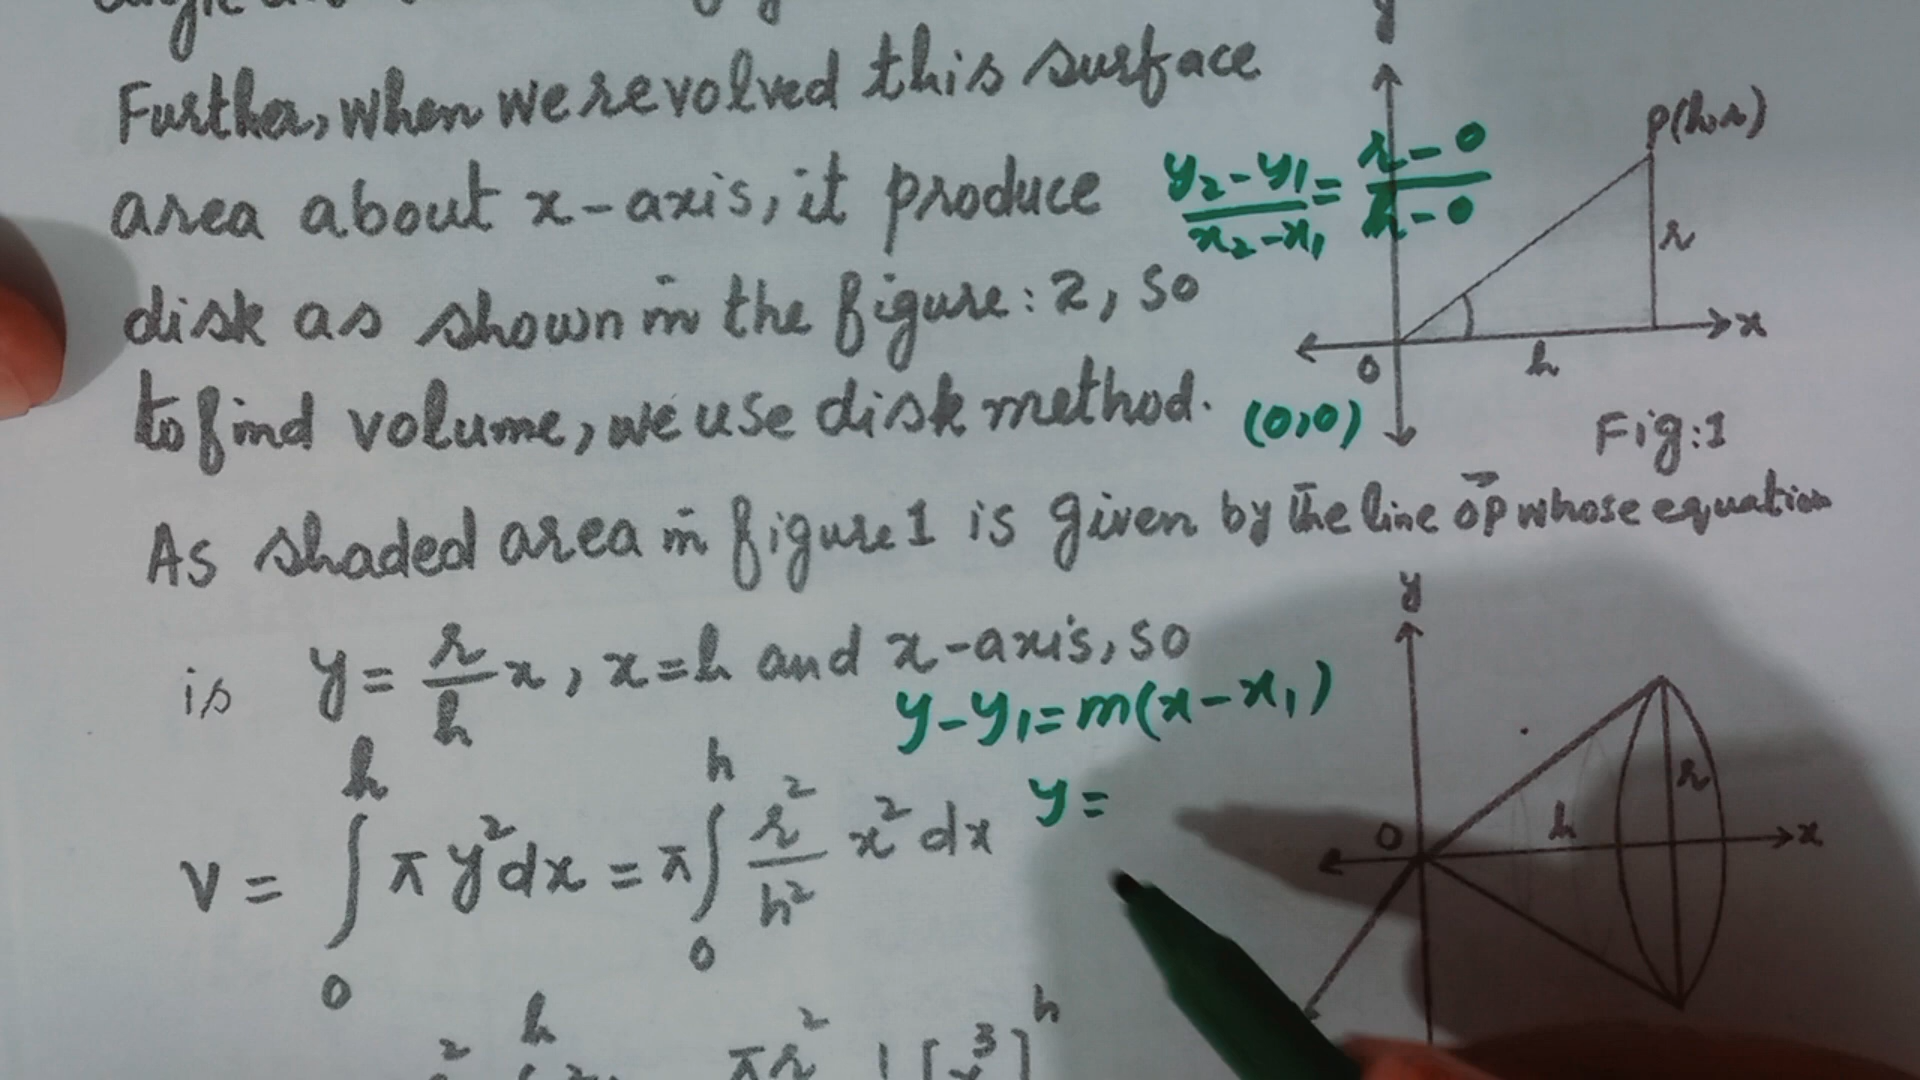 Further, when we revolved this surface
area about x-axis, it produce
disk as shown in the figure: 2, so
to find volume, we use disk method.
As shaded area in figure 1 is given by the line OP whose equation
is y = r/h x, x = h and x-axis, so
V = ∫₀ʰ π y² dx = π ∫₀ʰ r²/h² x² dx
(y₂ - y₁)/(x₂ - x₁) = (r - 0)/(h - 0)
(0,0)
y - y₁ = m(x - x₁)
y =
y
P(h,r)
r
x
0
h
Fig:1
y
r
h
0
x